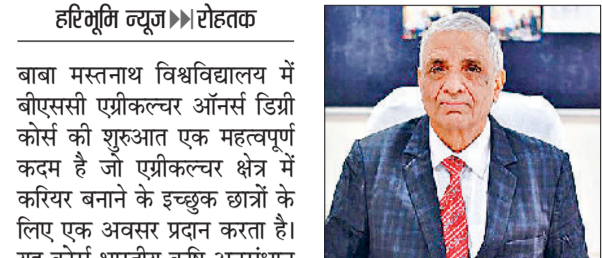 हरिभूमि न्यूज▶▶|रोहतक
बाबा मस्तनाथ विश्वविद्यालय में
बीएससी एग्रीकल्चर ऑनर्स डिग्री
कोर्स की शुरुआत एक महत्वपूर्ण
कदम है जो एग्रीकल्चर क्षेत्र में
करियर बनाने के इच्छुक छात्रों के
लिए एक अवसर प्रदान करता है।